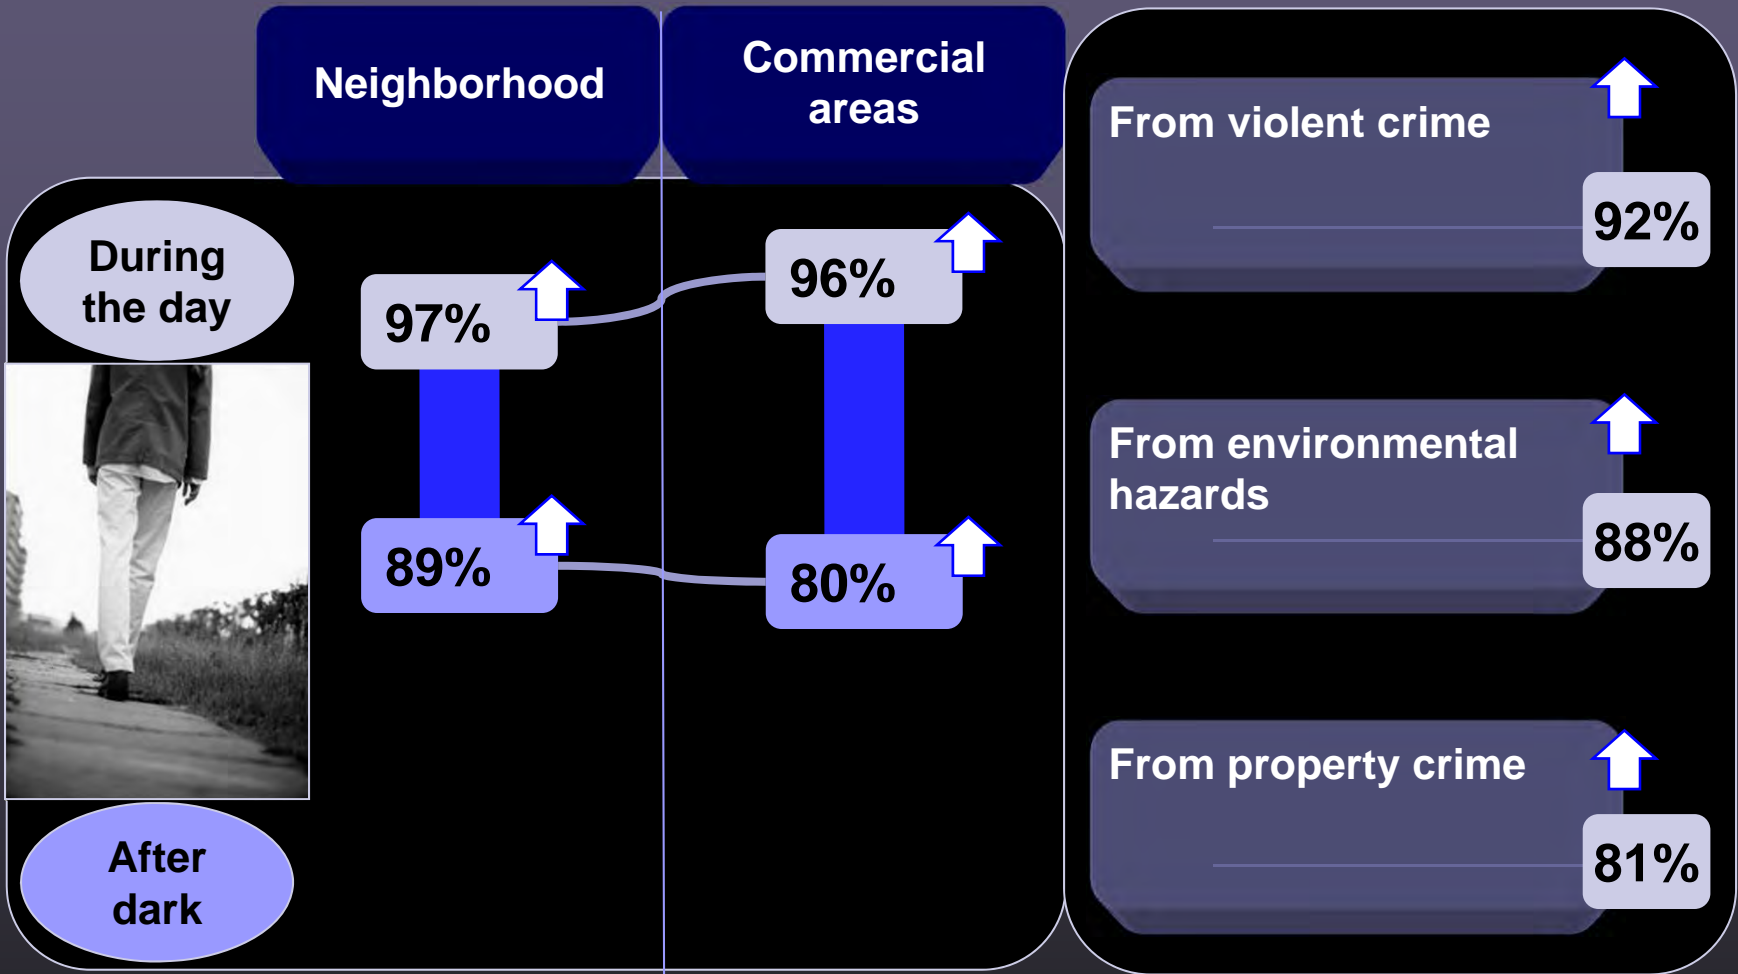 Neighborhood
Commercial
areas
During
the day
97%
96%
89%
80%
After
dark
From violent crime
92%
From environmental
hazards
88%
From property crime
81%